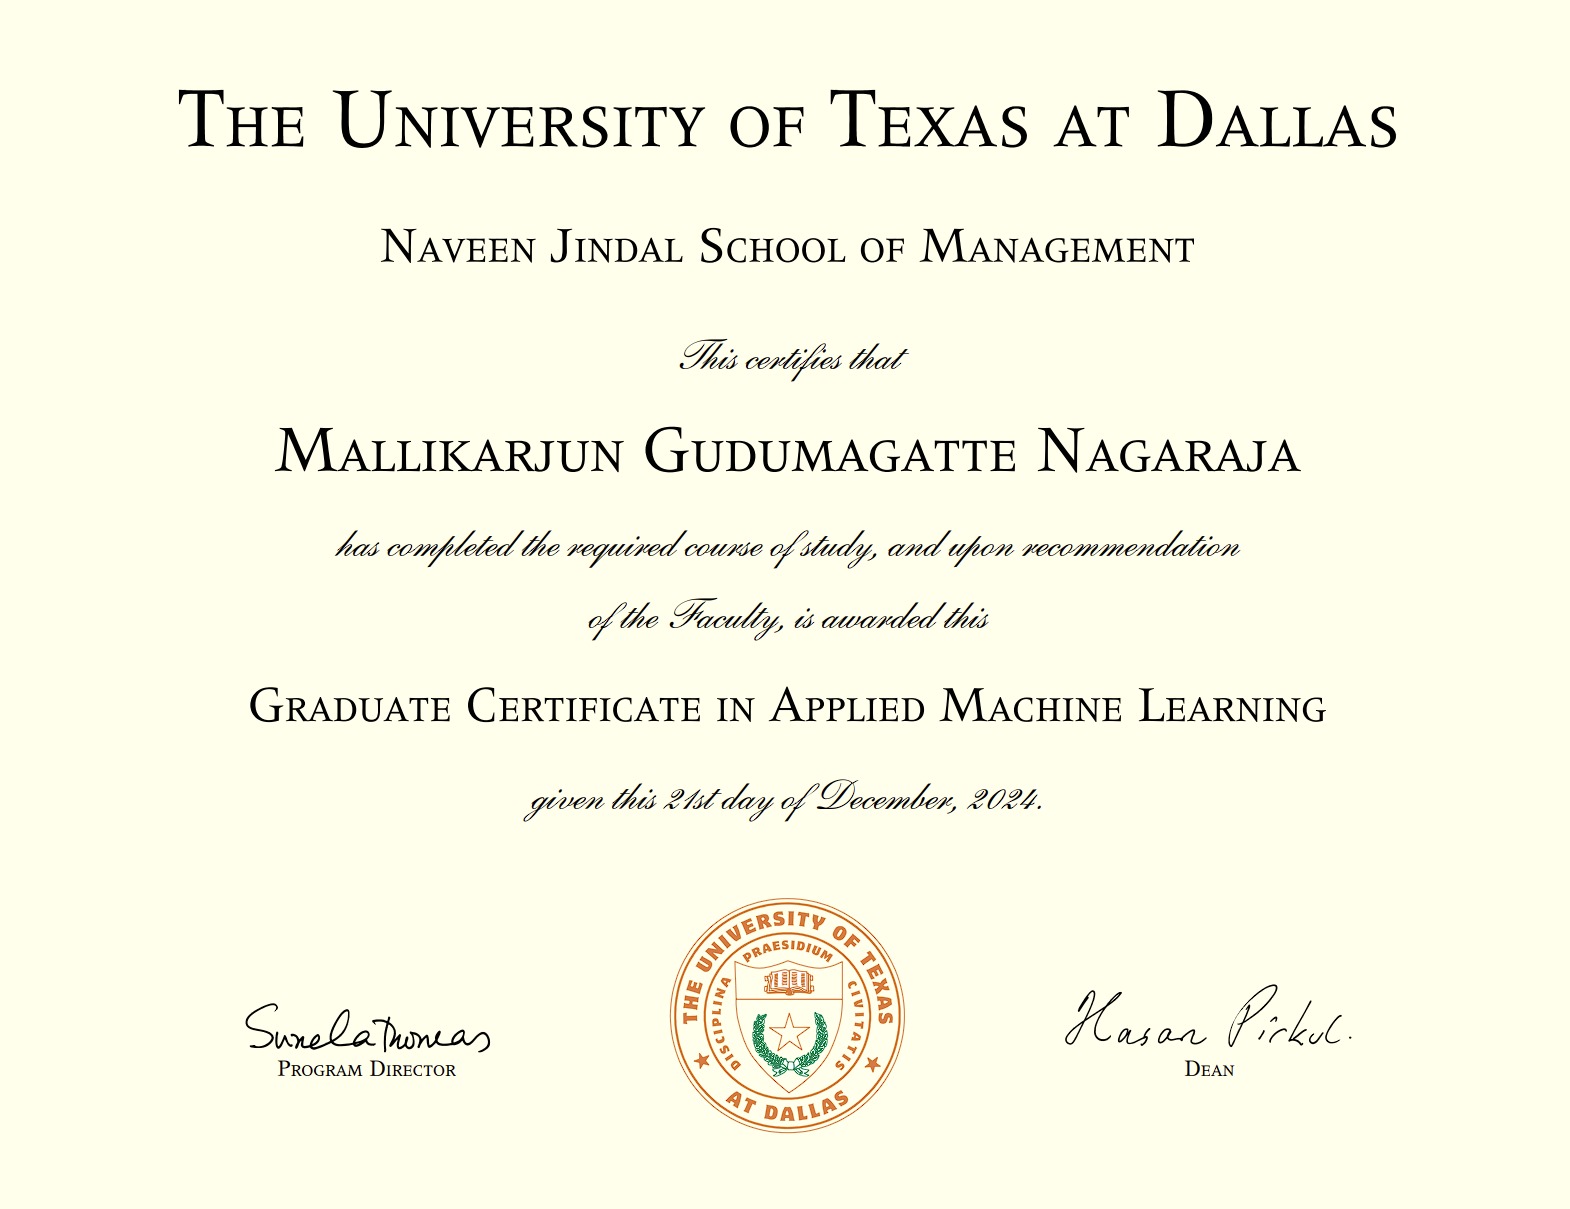 The University of Texas at Dallas
Naveen Jindal School of Management
This certifies that
Mallikarjun Gudumagatte Nagaraja
has completed the required course of study, and upon recommendation
of the Faculty, is awarded this
Graduate Certificate in Applied Machine Learning
given this 21st day of December, 2024.
THE UNIVERSITY OF TEXAS
AT DALLAS
DISCIPLINA PRAESIDIUM CIVITATIS
Sunela Thomas
Program Director
Hasan Pirkul.
Dean